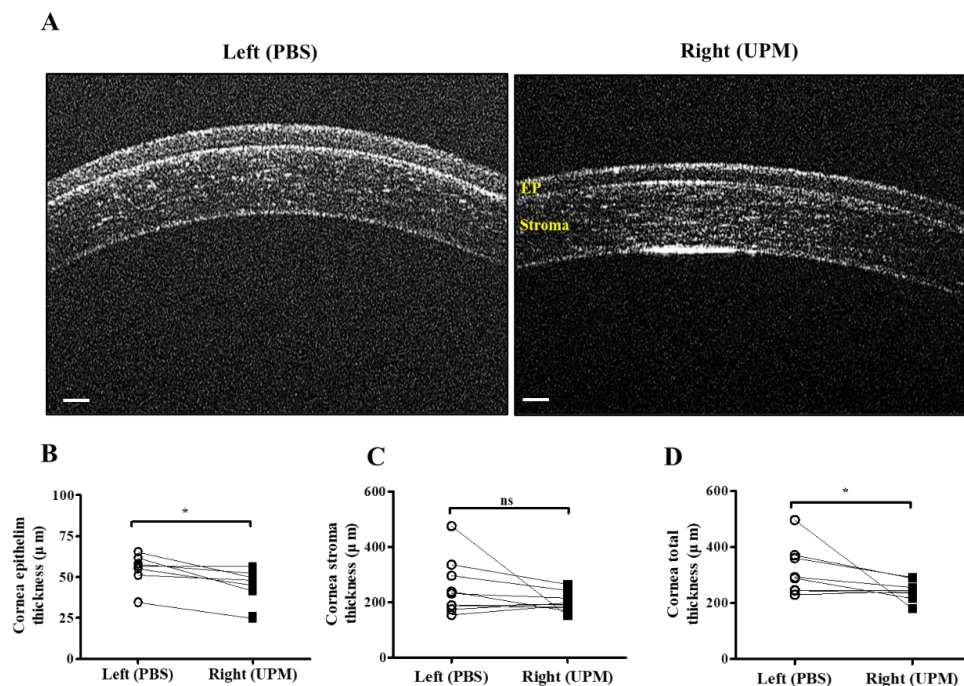 A
Left (PBS)
Right (UPM)
EP
Stroma
B
Cornea epithelim
thickness (μ m)
100
75
50
25
0
*
Left (PBS)
Right (UPM)
C
Cornea stroma
thickness (μ m)
600
400
200
0
ns
Left (PBS)
Right (UPM)
D
Cornea total
thickness (μ m)
600
400
200
0
*
Left (PBS)
Right (UPM)